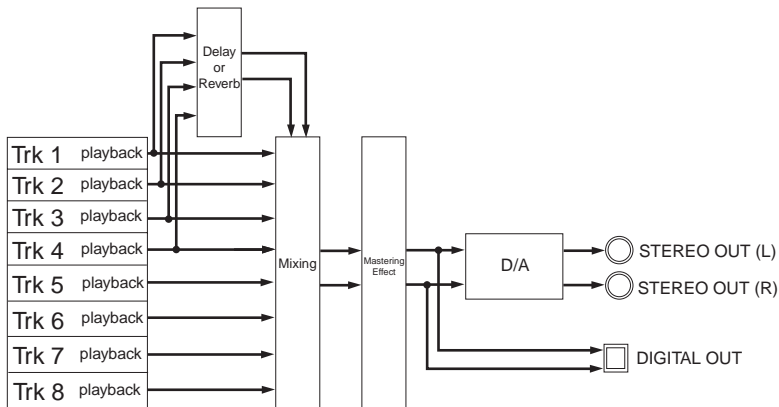 Delay
or
Reverb
Trk 1 playback
Trk 2 playback
Trk 3 playback
Trk 4 playback
Trk 5 playback
Trk 6 playback
Trk 7 playback
Trk 8 playback
Mixing
Mastering
Effect
D/A
STEREO OUT (L)
STEREO OUT (R)
DIGITAL OUT